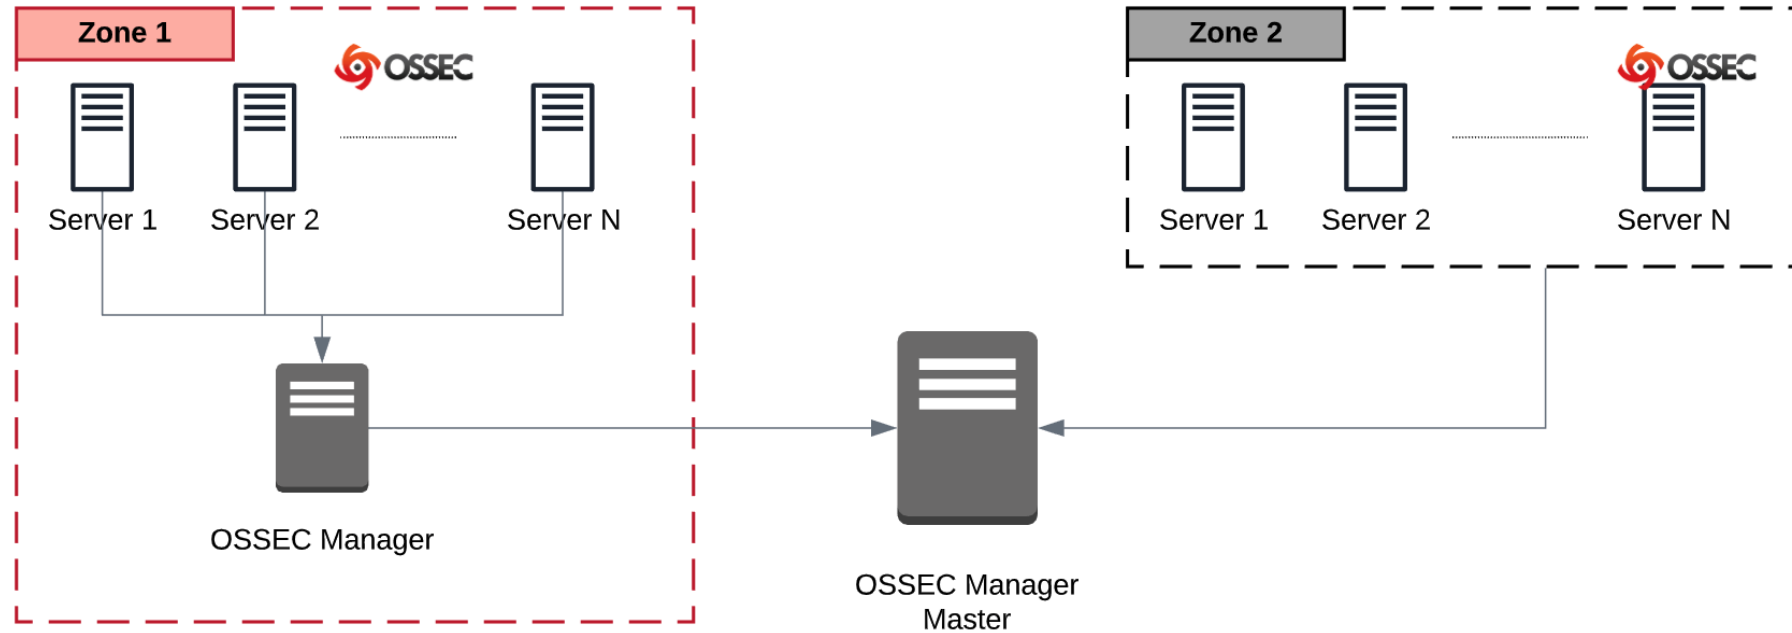 Zone 1
OSSEC
Server 1
Server 2
Server N
OSSEC Manager
OSSEC Manager
Master
Zone 2
OSSEC
Server 1
Server 2
Server N